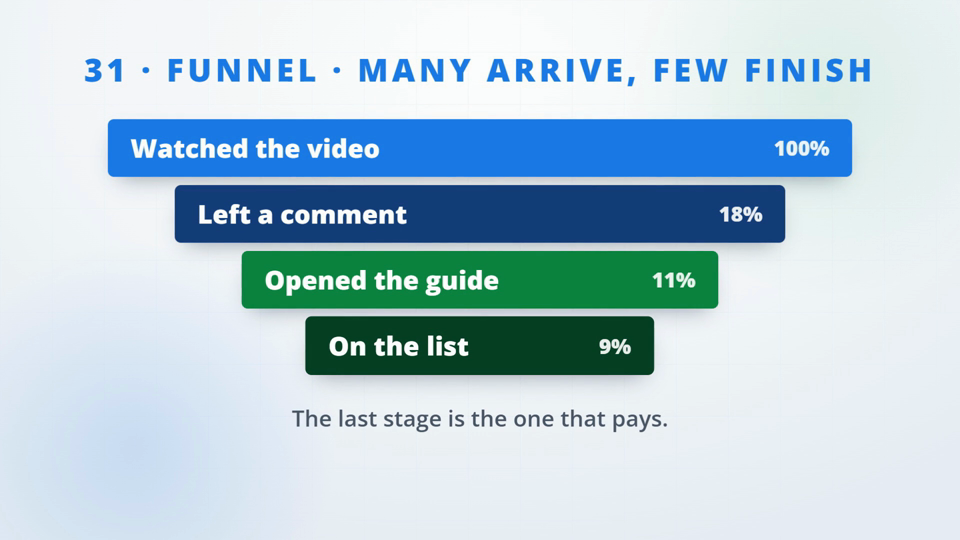 31 · FUNNEL · MANY ARRIVE, FEW FINISH
Watched the video 100%
Left a comment 18%
Opened the guide 11%
On the list 9%
The last stage is the one that pays.